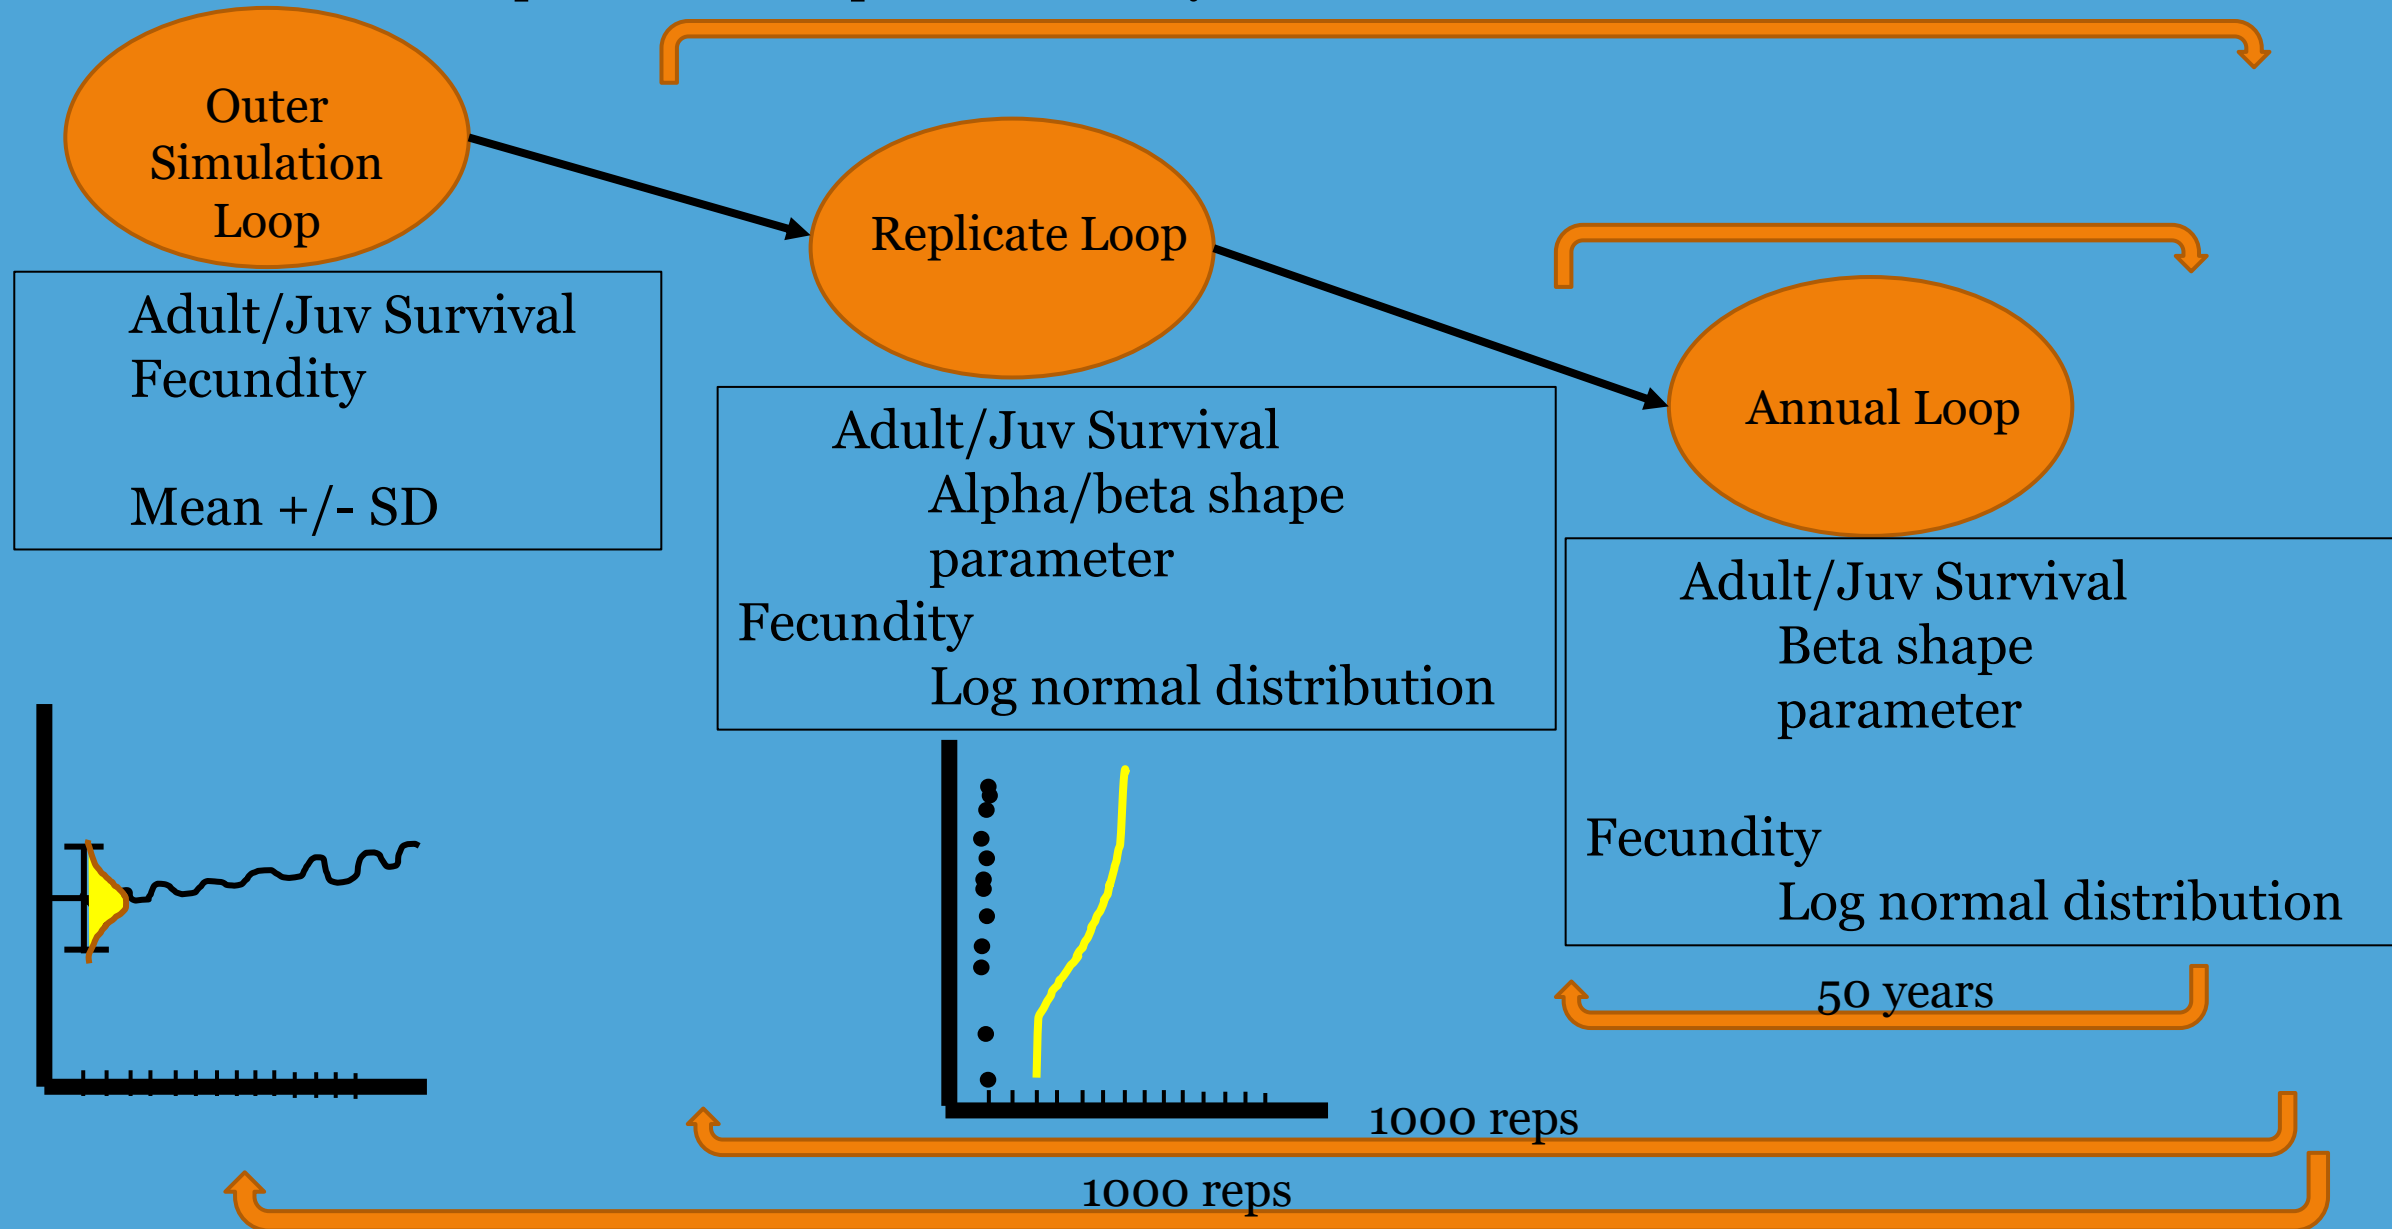 Outer
Simulation
Loop
Adult/Juv Survival
Fecundity
Mean +/- SD
Replicate Loop
Adult/Juv Survival
Alpha/beta shape
parameter
Fecundity
Log normal distribution
Annual Loop
Adult/Juv Survival
Beta shape
parameter
Fecundity
Log normal distribution
50 years
1000 reps
1000 reps